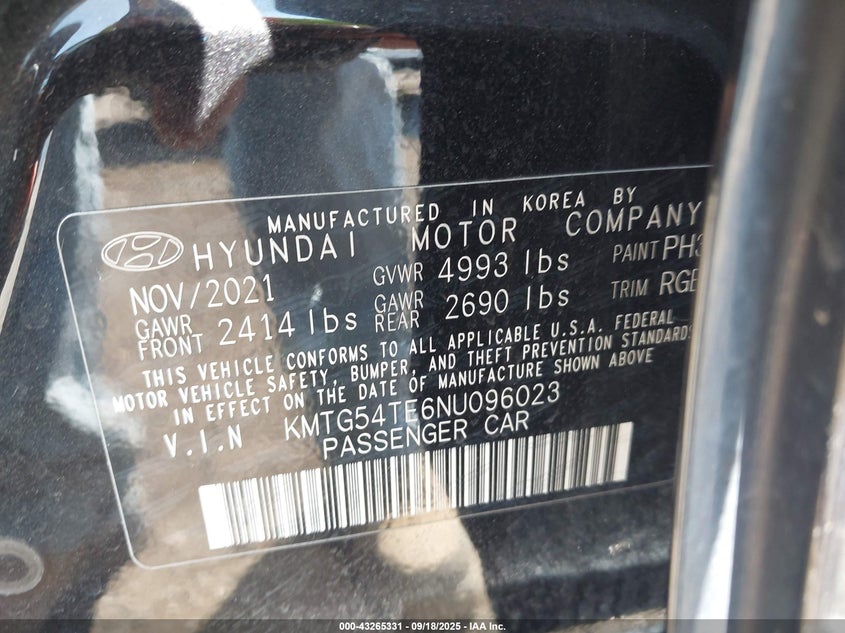 MANUFACTURED IN KOREA BY
HYUNDAI MOTOR COMPANY
NOV/2021 GVWR 4993 lbs PAINT
GAWR FRONT 2414 lbs GAWR REAR 2690 lbs TRIM
THIS VEHICLE CONFORMS TO ALL APPLICABLE U.S.A. FEDERAL
MOTOR VEHICLE SAFETY, BUMPER, AND THEFT PREVENTION STANDARDS
IN EFFECT ON THE DATE OF MANUFACTURE SHOWN ABOVE
V.I.N KMTG54TE6NU096023
PASSENGER CAR
000-43265331 - 09/18/2025 - IAA Inc.